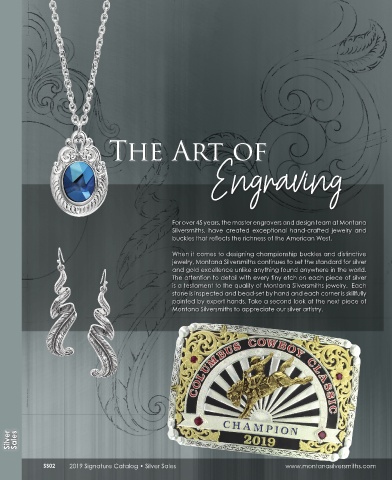 THE ART OF
Engraving
For over 45 years, the master engravers and design team at Montana
Silversmiths, have created exceptional hand-crafted jewelry and
buckles that reflects the richness of the American West.
When it comes to designing championship buckles and distinctive
jewelry, Montana Silversmiths continues to set the standard for silver
and gold excellence unlike anything found anywhere in the world.
The attention to detail with every tiny etch on each piece of silver
is a testament to the quality of Montana Silversmiths jewelry. Each
stone is inspected and bead-set by hand and each corner is skillfully
painted by expert hands. Take a second look at the next piece of
Montana Silversmiths to appreciate our silver artistry.
COLUMBUS COWBOY CLASSIC
CHAMPION
2019
Silver
Sales
SS02 2019 Signature Catalog • Silver Sales www.montanasilversmiths.com